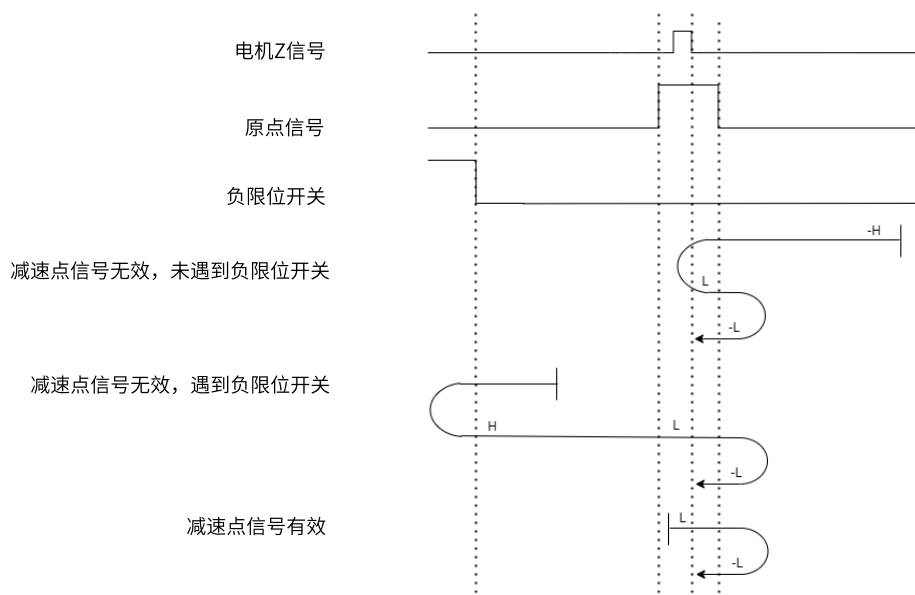 电机Z信号
原点信号
负限位开关
-H
减速点信号无效，未遇到负限位开关
L
-L
减速点信号无效，遇到负限位开关
H
L
-L
L
减速点信号有效
-L